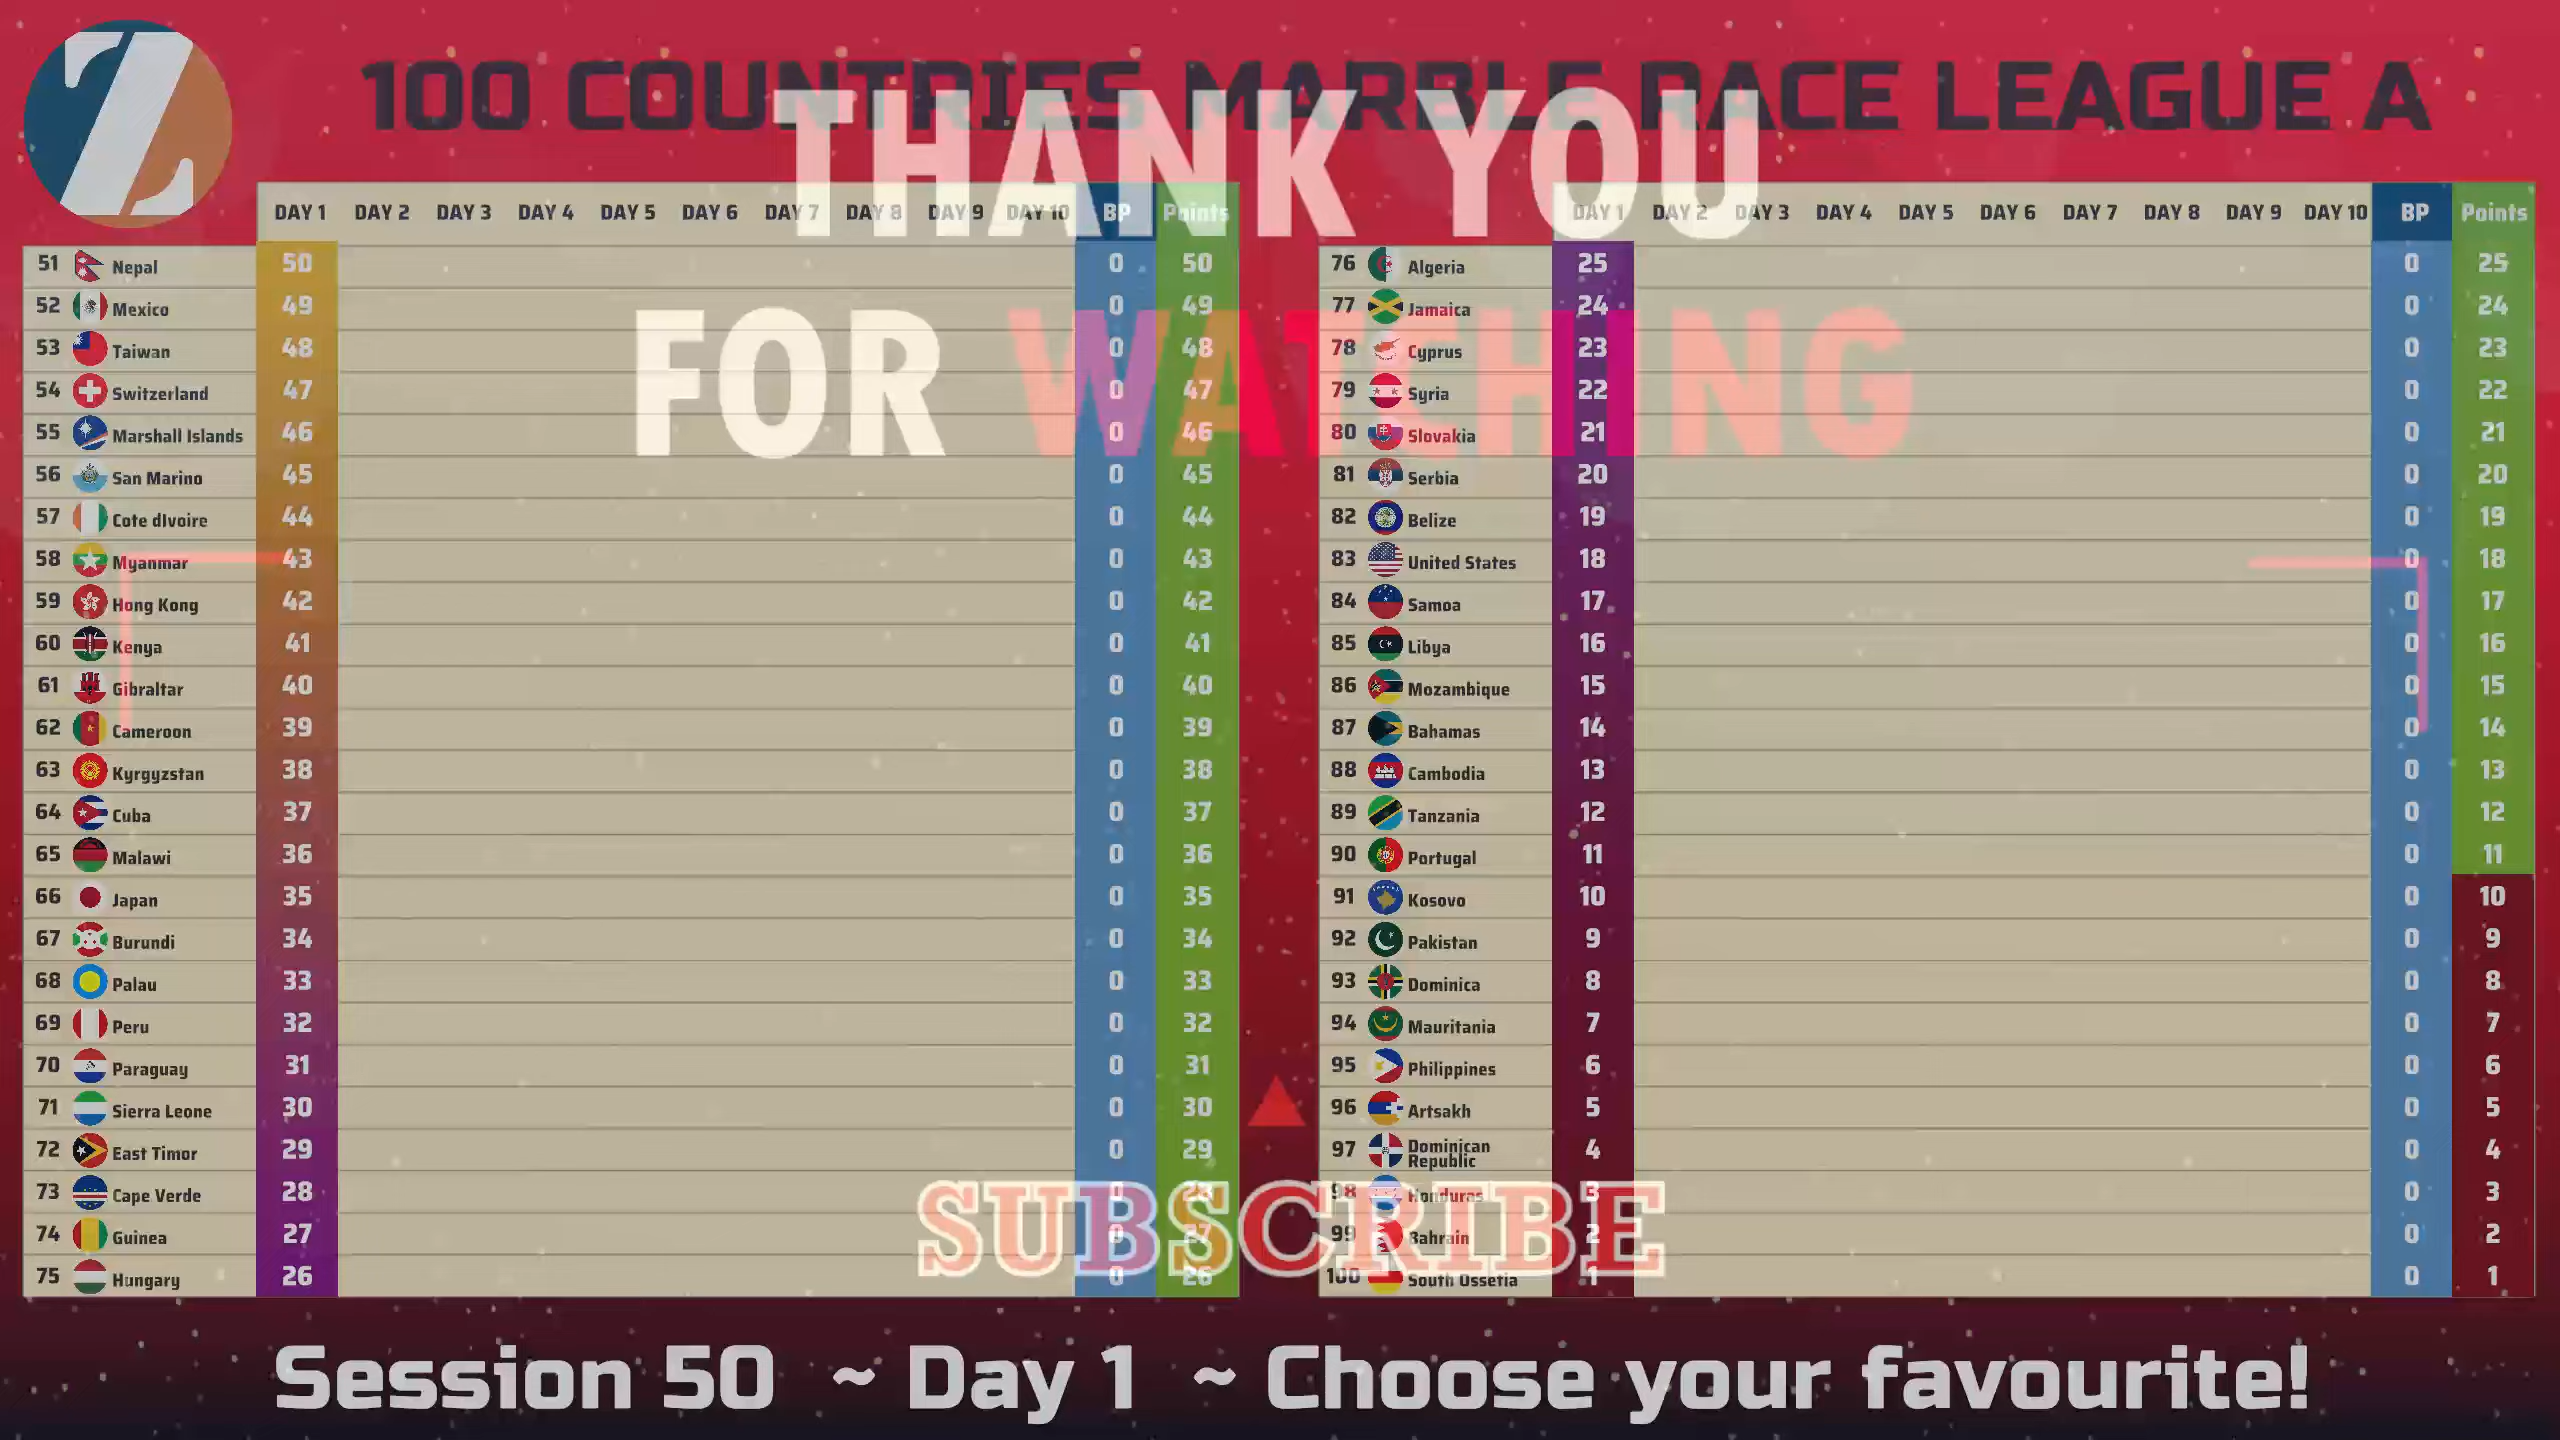 Z
100 COUNTRIES MARBLE RACE LEAGUE A
THANK YOU
FOR WATCHING
DAY 1 DAY 2 DAY 3 DAY 4 DAY 5 DAY 6 DAY 7 DAY 8 DAY 9 DAY 10 BP Points
51 Nepal 50 0 50
52 Mexico 49 0 49
53 Taiwan 48 0 48
54 Switzerland 47 0 47
55 Marshall Islands 46 0 46
56 San Marino 45 0 45
57 Cote dIvoire 44 0 44
58 Myanmar 43 0 43
59 Hong Kong 42 0 42
60 Kenya 41 0 41
61 Gibraltar 40 0 40
62 Cameroon 39 0 39
63 Kyrgyzstan 38 0 38
64 Cuba 37 0 37
65 Malawi 36 0 36
66 Japan 35 0 35
67 Burundi 34 0 34
68 Palau 33 0 33
69 Peru 32 0 32
70 Paraguay 31 0 31
71 Sierra Leone 30 0 30
72 East Timor 29 0 29
73 Cape Verde 28 0 28
74 Guinea 27 0 27
75 Hungary 26 0 26
DAY 1 DAY 2 DAY 3 DAY 4 DAY 5 DAY 6 DAY 7 DAY 8 DAY 9 DAY 10 BP Points
76 Algeria 25 0 25
77 Jamaica 24 0 24
78 Cyprus 23 0 23
79 Syria 22 0 22
80 Slovakia 21 0 21
81 Serbia 20 0 20
82 Belize 19 0 19
83 United States 18 0 18
84 Samoa 17 0 17
85 Libya 16 0 16
86 Mozambique 15 0 15
87 Bahamas 14 0 14
88 Cambodia 13 0 13
89 Tanzania 12 0 12
90 Portugal 11 0 11
91 Kosovo 10 0 10
92 Pakistan 9 0 9
93 Dominica 8 0 8
94 Mauritania 7 0 7
95 Philippines 6 0 6
96 Artsakh 5 0 5
97 Dominican Republic 4 0 4
98 Honduras 3 0 3
99 Bahrain 2 0 2
100 South Ossetia 1 0 1
SUBSCRIBE
Session 50 ~ Day 1 ~ Choose your favourite!